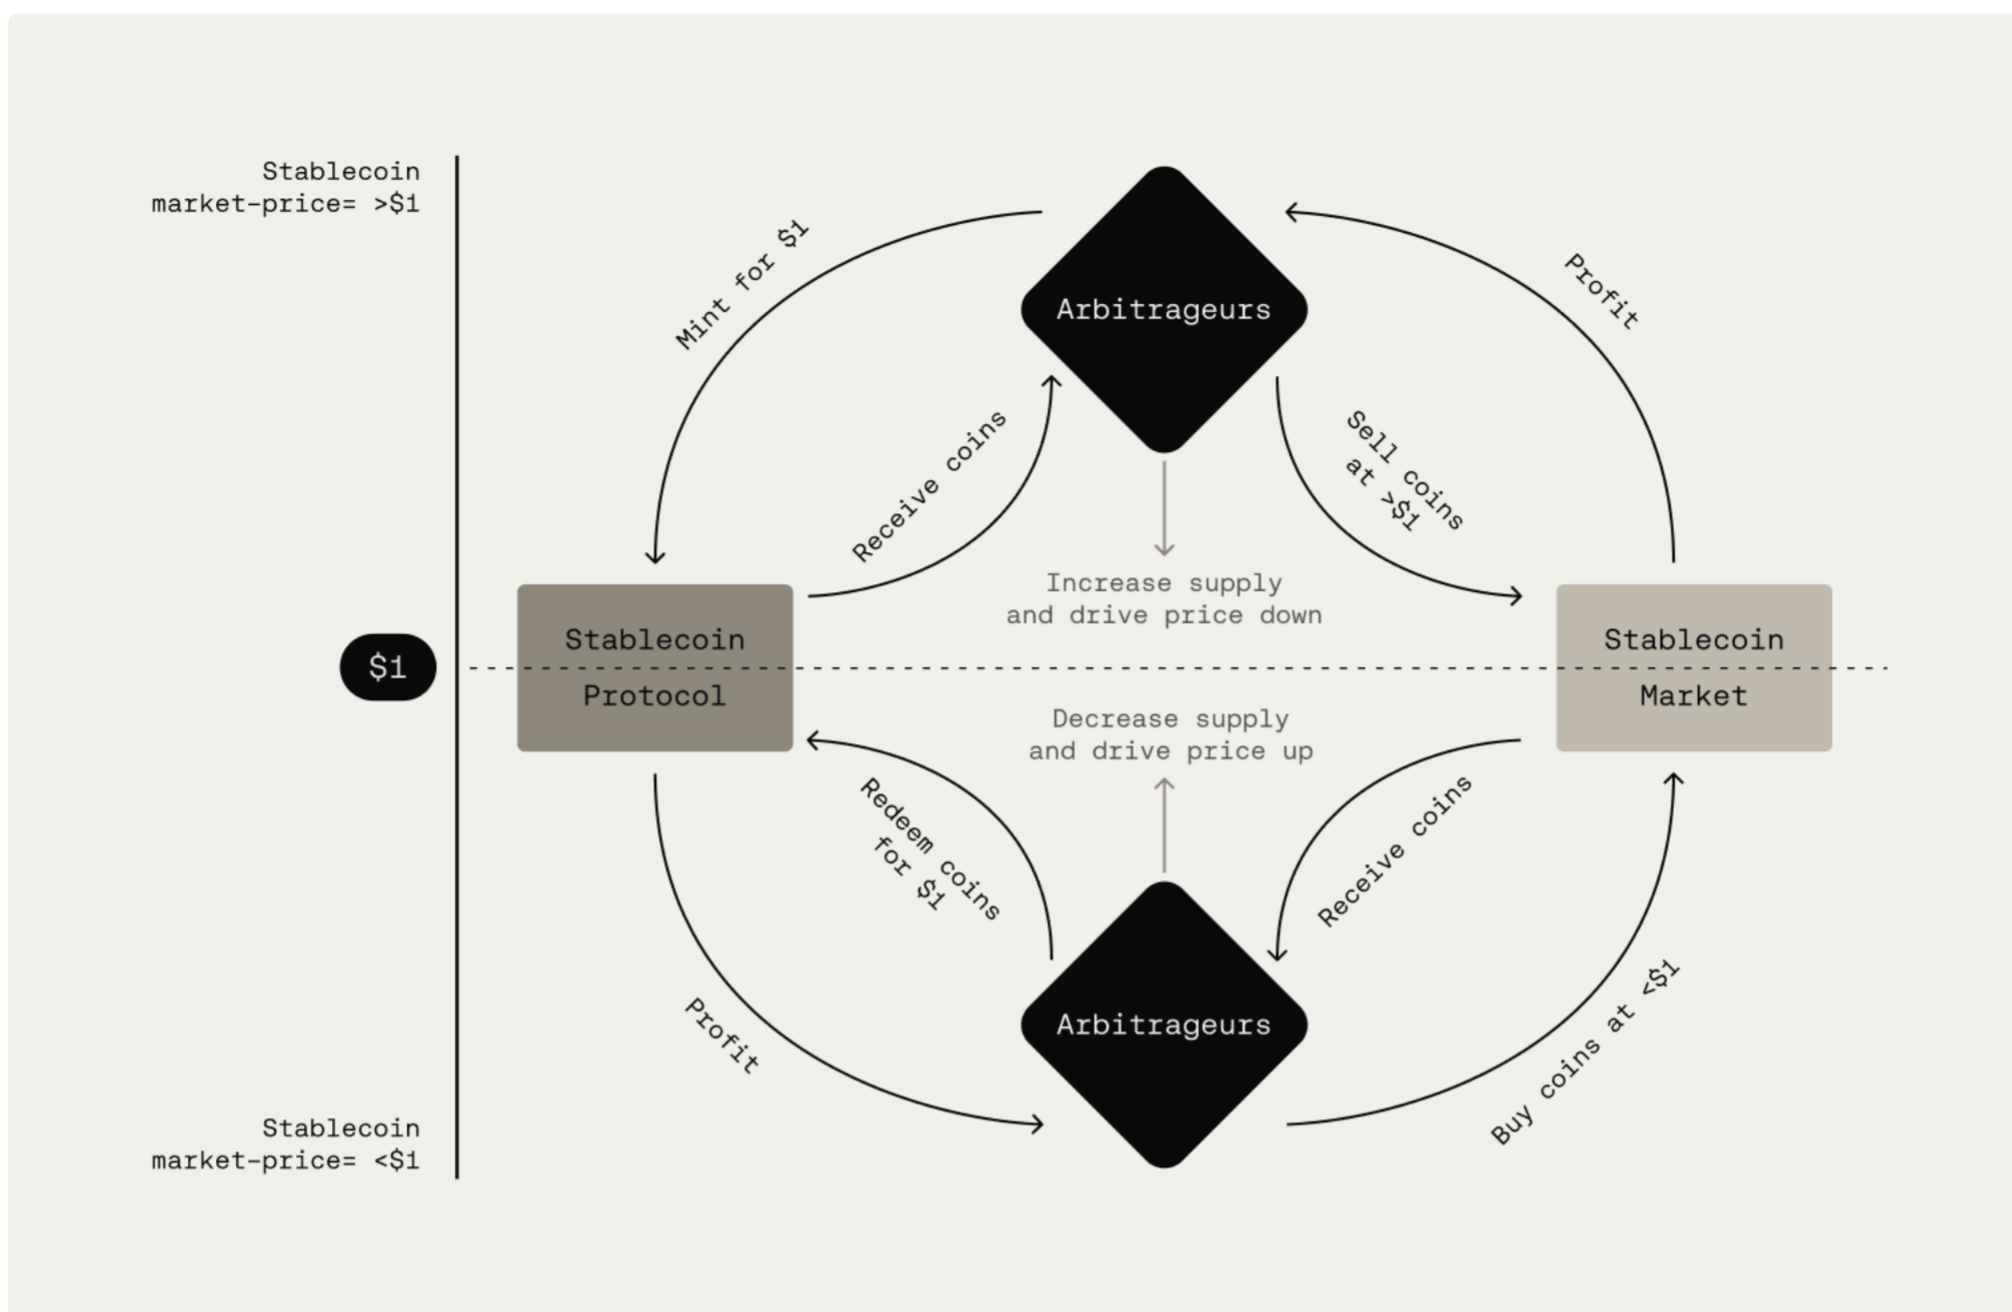 Stablecoin
market-price= >$1
Mint for $1
Arbitrageurs
Profit
Receive coins
Sell coins
at >$1
Increase supply
and drive price down
Stablecoin
Protocol
$1
Stablecoin
Market
Decrease supply
and drive price up
Redeem coins
for $1
Receive coins
Profit
Arbitrageurs
Buy coins at <$1
Stablecoin
market-price= <$1